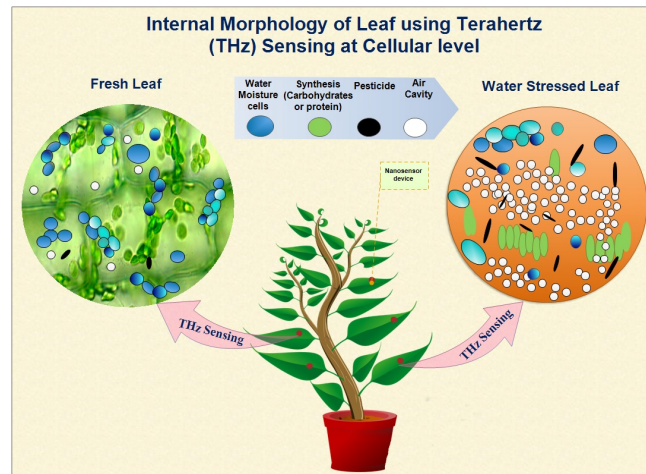 Internal Morphology of Leaf using Terahertz
(THz) Sensing at Cellular level
Fresh Leaf
Water
Moisture
cells
Synthesis
(Carbohydrates
or protein)
Pesticide
Air
Cavity
Water Stressed Leaf
Nanosensor
device
THz Sensing
THz Sensing